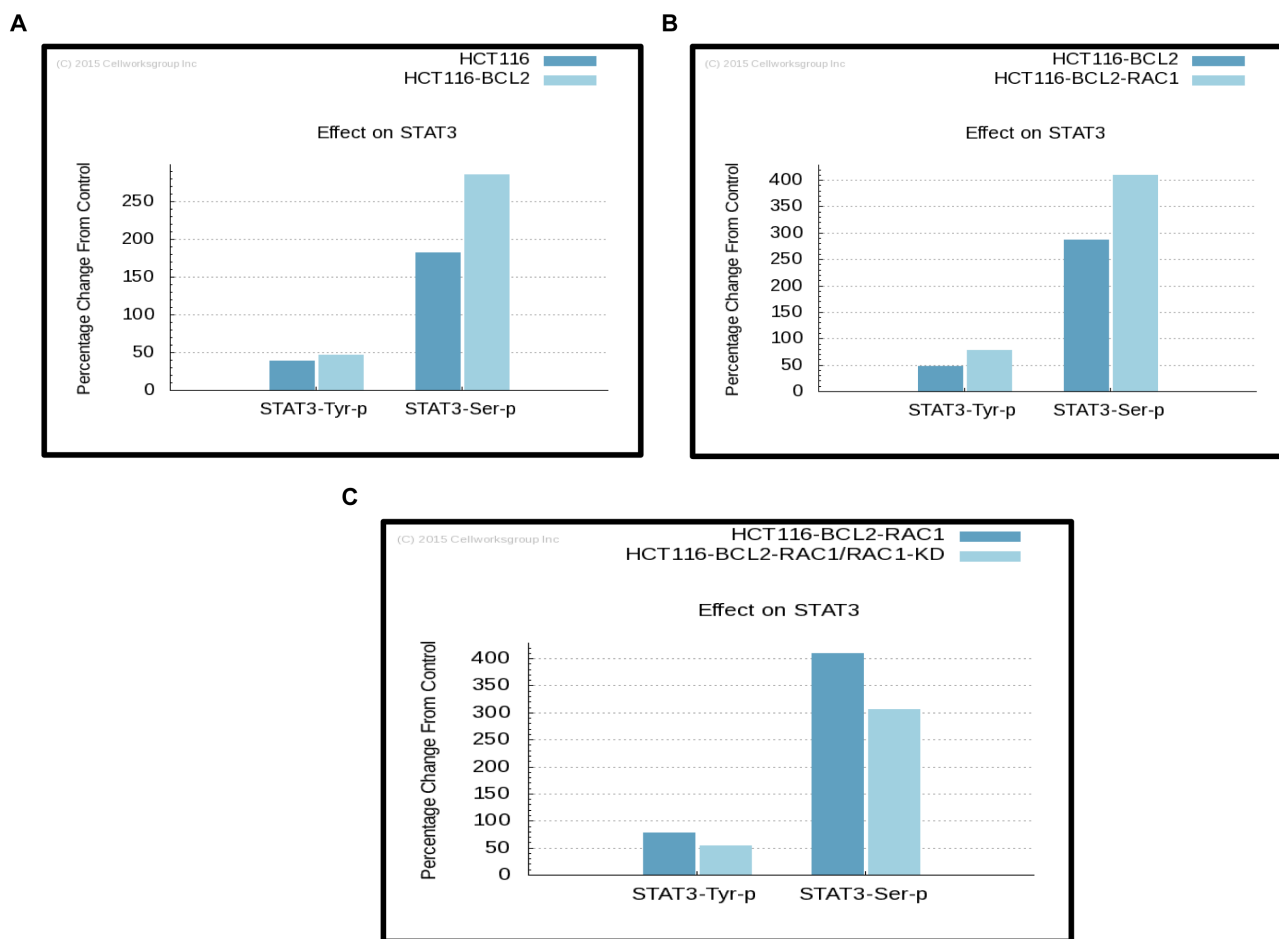 A
(C) 2015 Cellworksgroup Inc
HCT116
HCT116-BCL2
Effect on STAT3
Percentage Change From Control
250
200
150
100
50
0
STAT3-Tyr-p
STAT3-Ser-p
B
(C) 2015 Cellworksgroup Inc
HCT116-BCL2
HCT116-BCL2-RAC1
Effect on STAT3
Percentage Change From Control
400
350
300
250
200
150
100
50
0
STAT3-Tyr-p
STAT3-Ser-p
C
(C) 2015 Cellworksgroup Inc
HCT116-BCL2-RAC1
HCT116-BCL2-RAC1/RAC1-KD
Effect on STAT3
Percentage Change From Control
400
350
300
250
200
150
100
50
0
STAT3-Tyr-p
STAT3-Ser-p